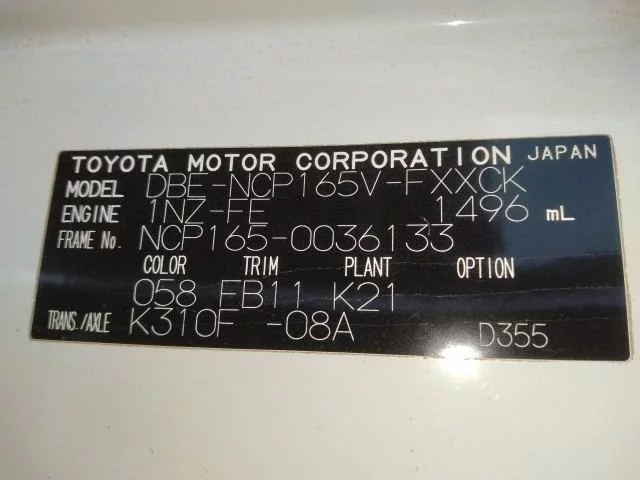 TOYOTA MOTOR CORPORATION JAPAN
MODEL DBE-NCP165V-FXXCK
ENGINE 1NZ-FE 1496 mL
FRAME No. NCP165-0036133
COLOR TRIM PLANT OPTION
058 FB11 K21
TRANS./AXLE K310F -08A D355